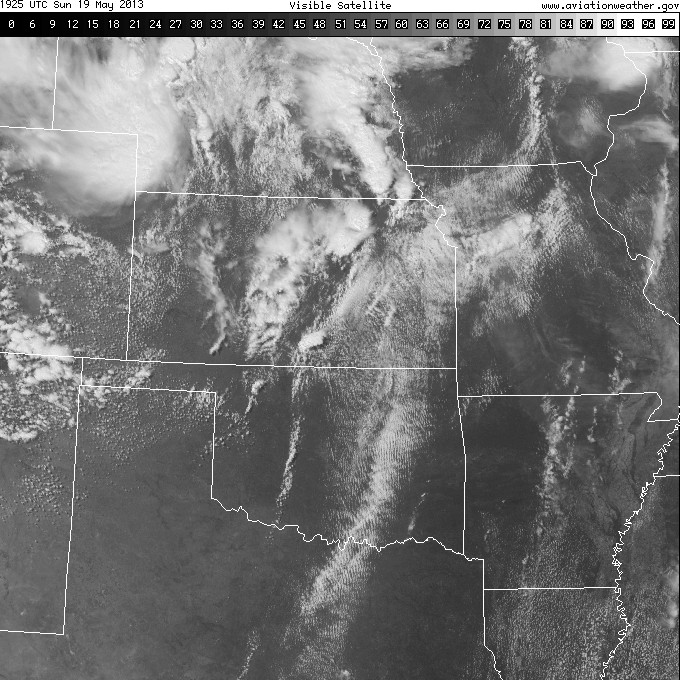 1925 UTC Sun 19 May 2013 Visible Satellite www.aviationweather.gov
0 6 9 12 15 18 21 24 27 30 33 36 39 42 45 48 51 54 57 60 63 66 69 72 75 78 81 84 87 90 93 96 99